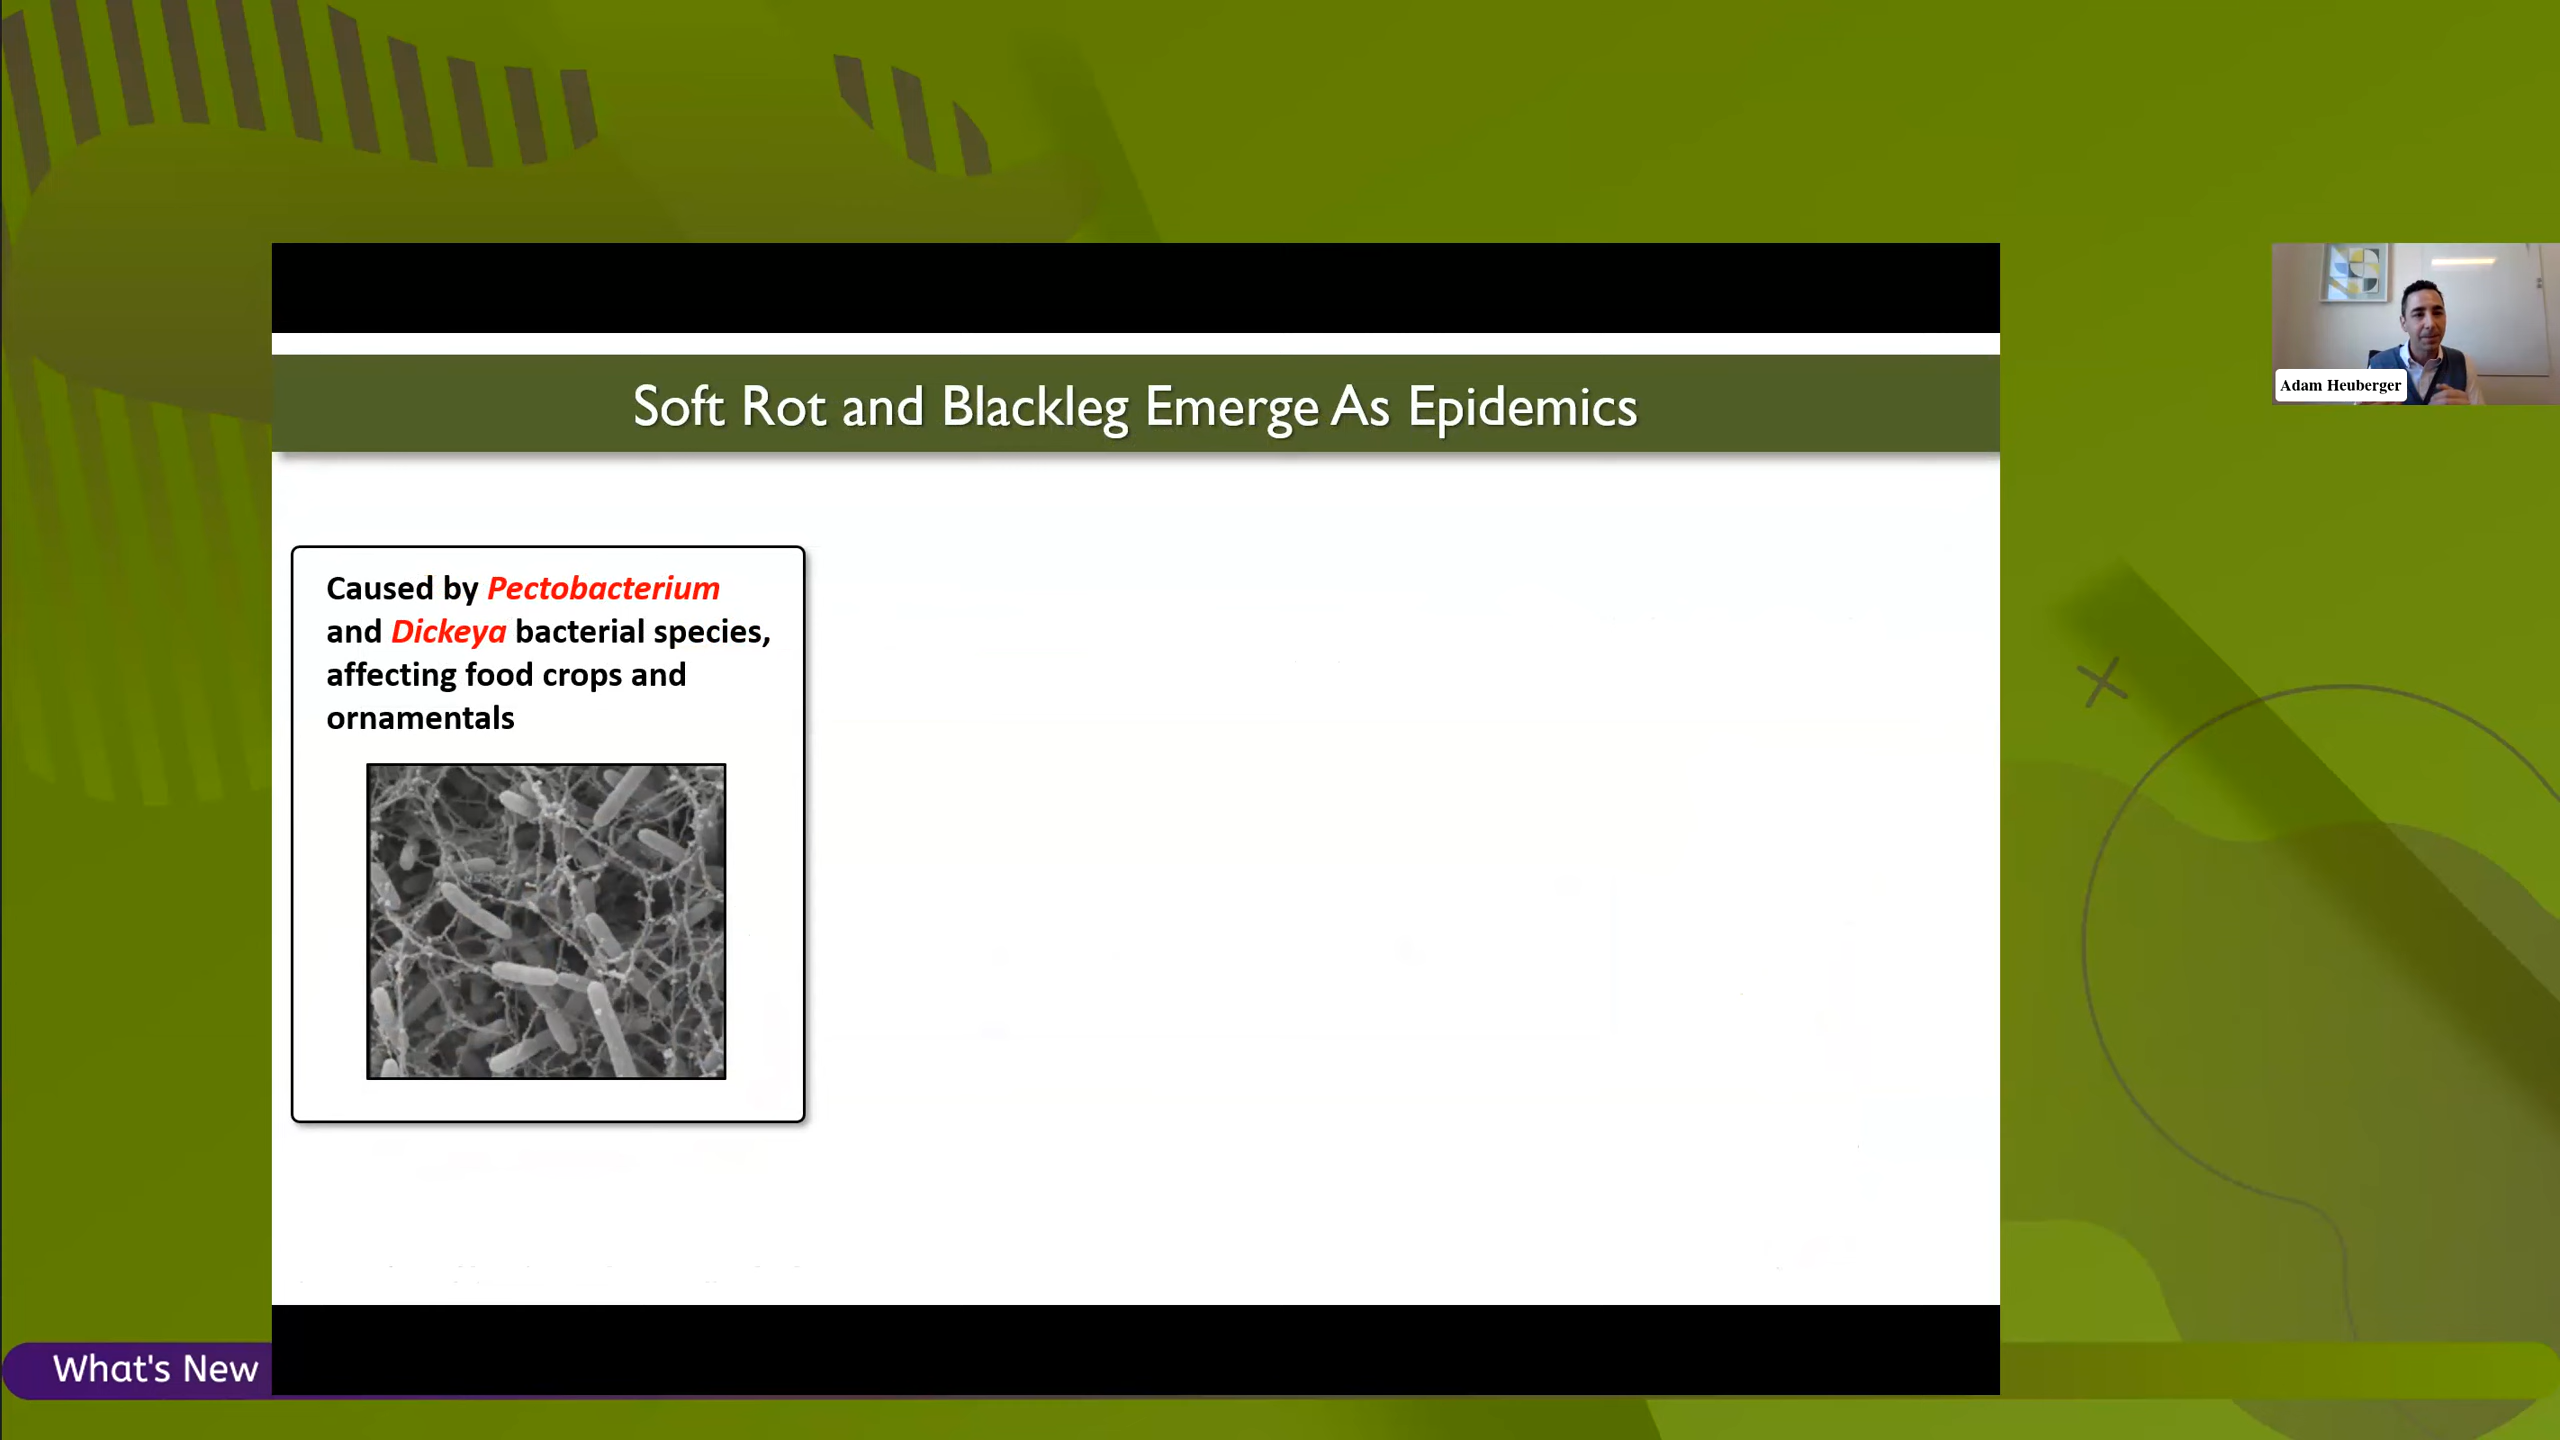 Soft Rot and Blackleg Emerge As Epidemics
Adam Heuberger
Caused by Pectobacterium
and Dickeya bacterial species,
affecting food crops and
ornamentals
What's New